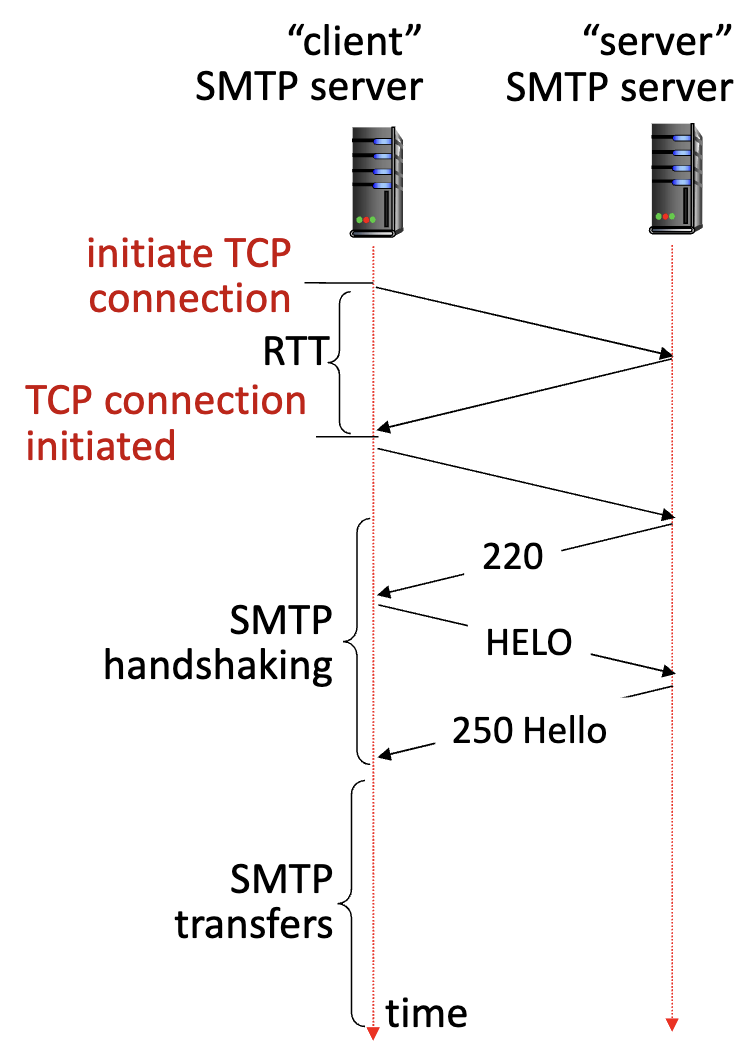 “client”
SMTP server
“server”
SMTP server
initiate TCP
connection
RTT
TCP connection
initiated
220
SMTP
handshaking
HELO
250 Hello
SMTP
transfers
time